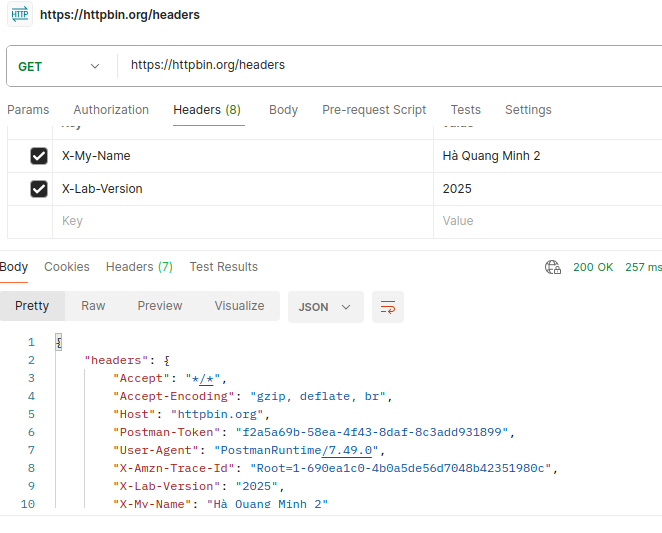 HTTP https://httpbin.org/headers
GET https://httpbin.org/headers
Params Authorization Headers (8) Body Pre-request Script Tests Settings
Key Value
X-My-Name Hà Quang Minh 2
X-Lab-Version 2025
Key Value
Body Cookies Headers (7) Test Results 200 OK 257 ms
Pretty Raw Preview Visualize JSON
1 {
2 "headers": {
3 "Accept": "*/*",
4 "Accept-Encoding": "gzip, deflate, br",
5 "Host": "httpbin.org",
6 "Postman-Token": "f2a5a69b-58ea-4f43-8daf-8c3add931899",
7 "User-Agent": "PostmanRuntime/7.49.0",
8 "X-Amzn-Trace-Id": "Root=1-690ea1c0-4b0a5de56d7048b42351980c",
9 "X-Lab-Version": "2025",
10 "X-My-Name": "Hà Quang Minh 2"